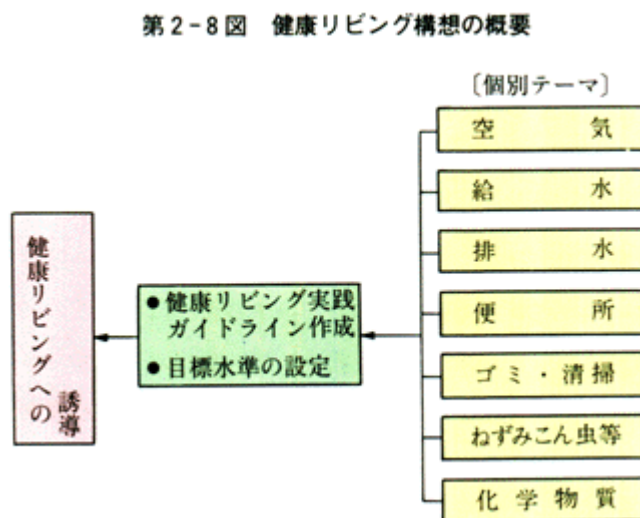 第2-8図 健康リビング構想の概要
〔個別テーマ〕
空気
給水
排水
便所
ゴミ・清掃
ねずみこん虫等
化学物質
●健康リビング実践
ガイドライン作成
●目標水準の設定
健康リビングへの
誘導